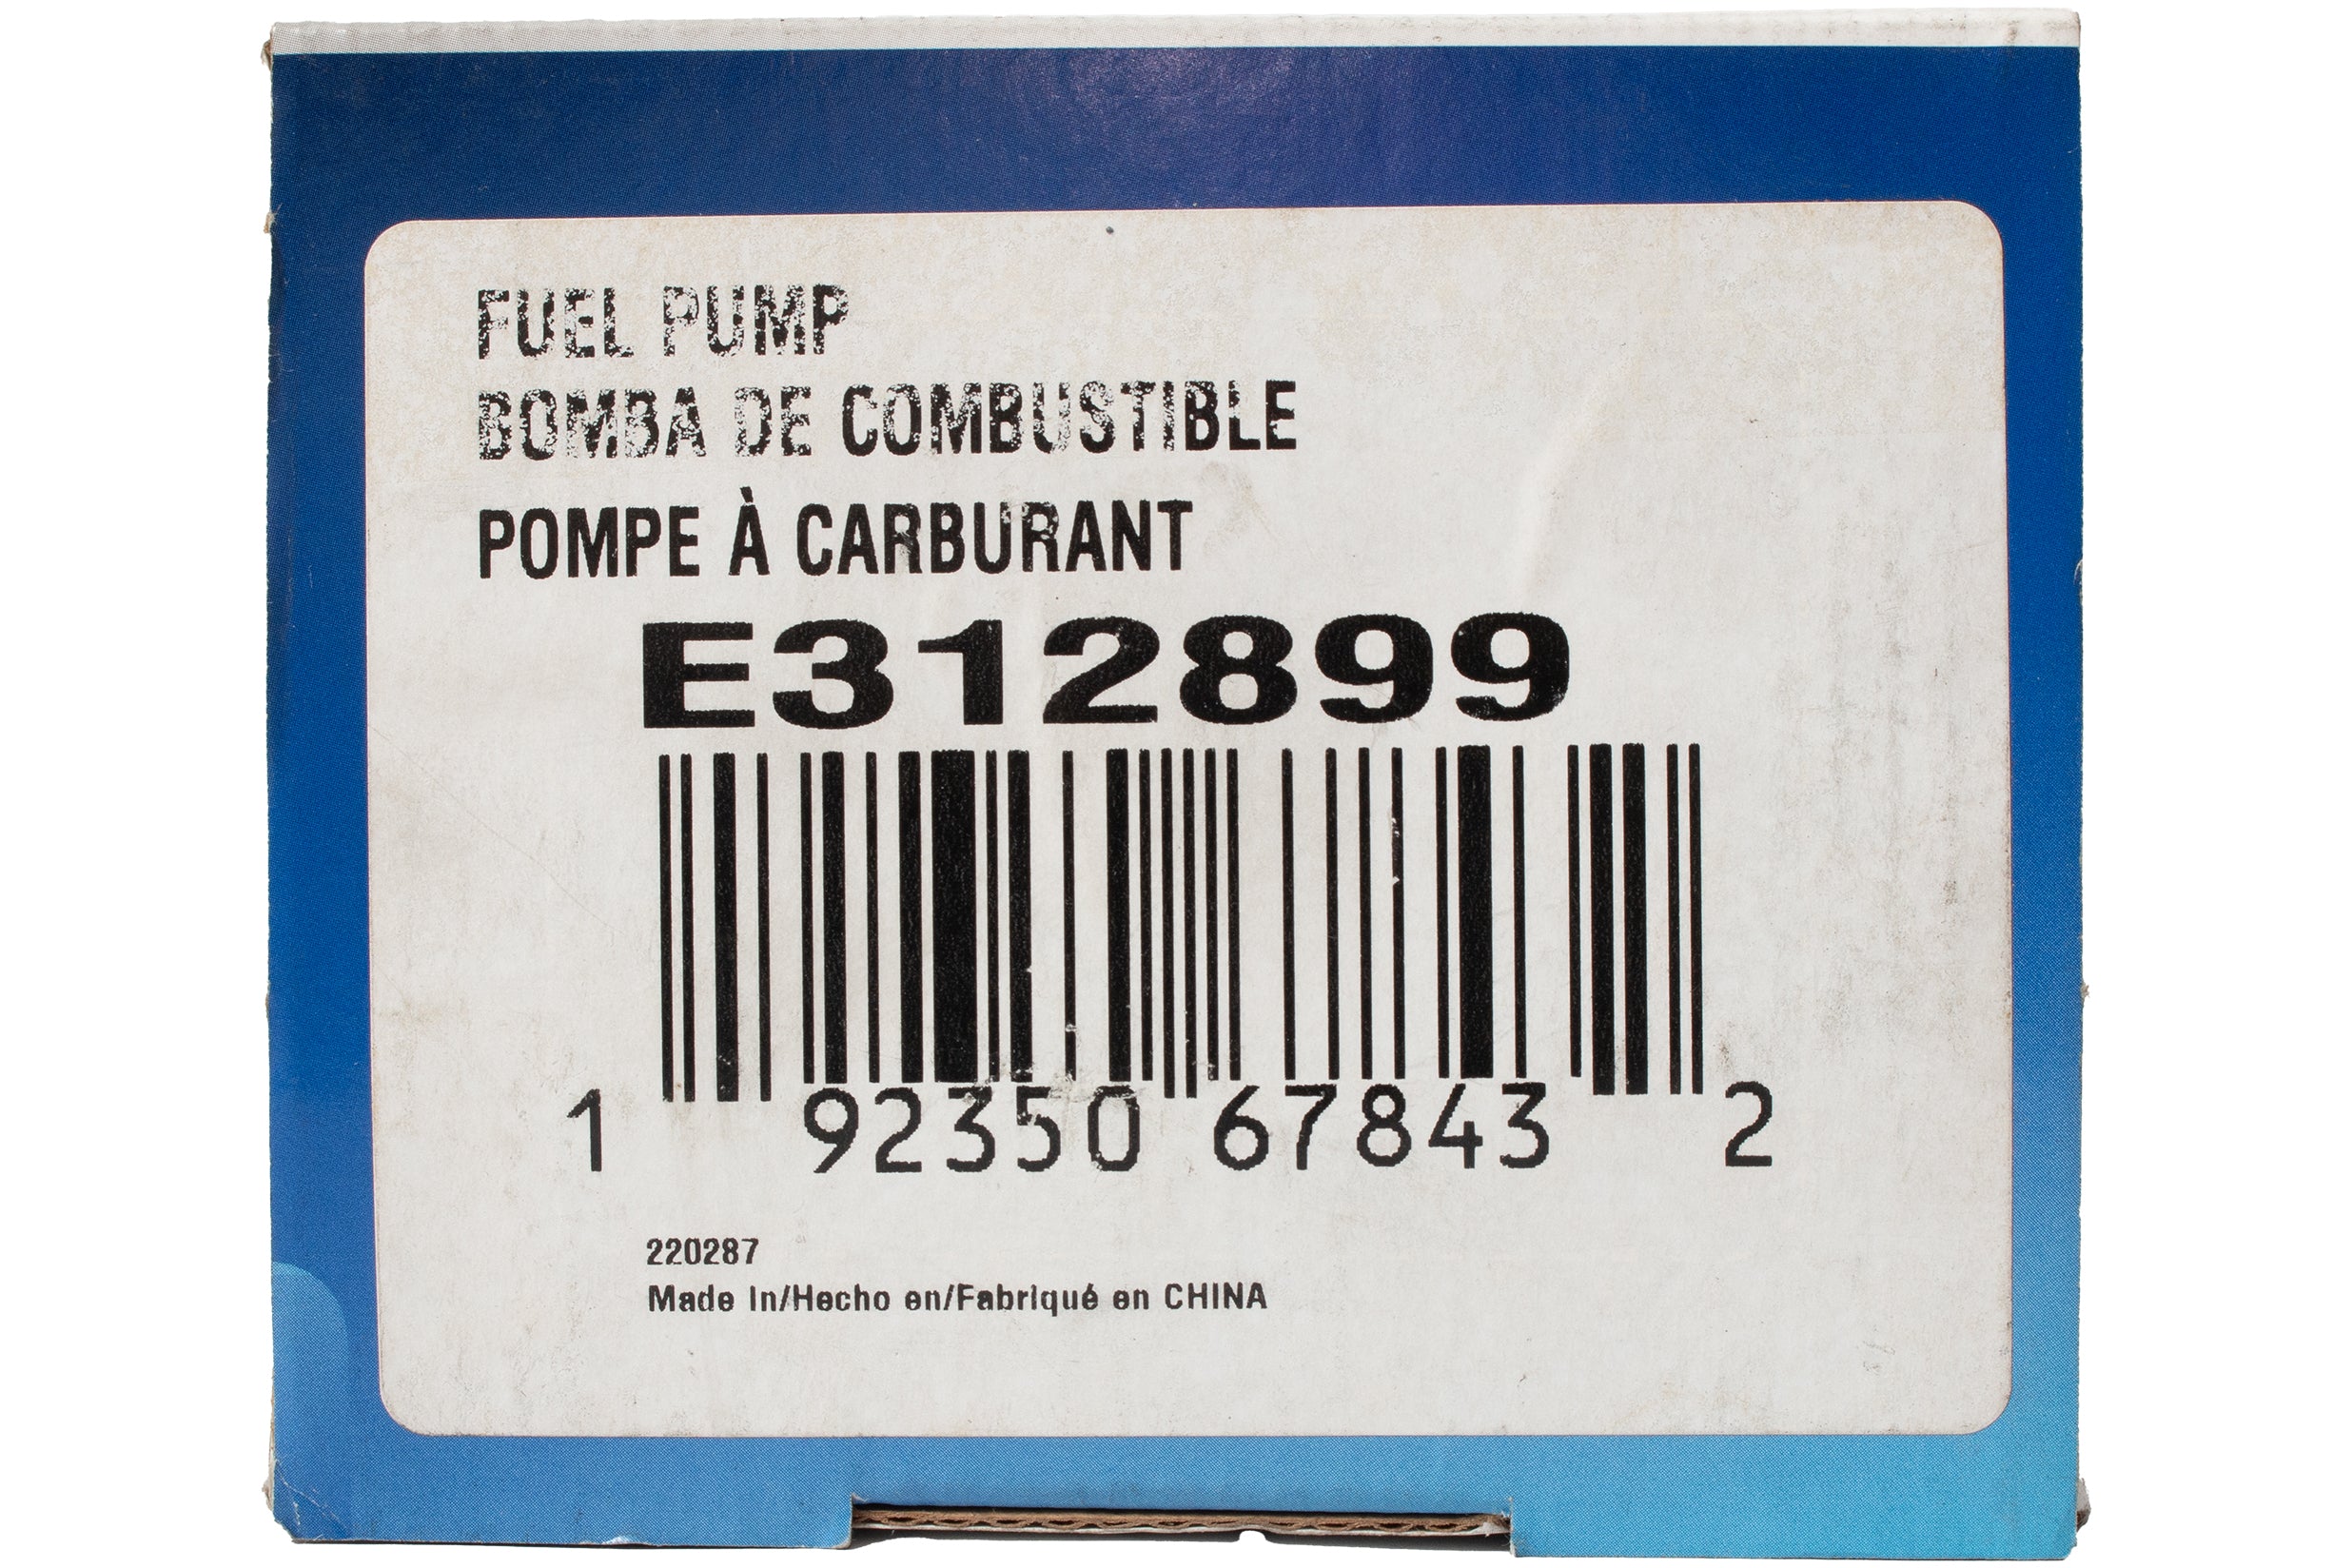 FUEL PUMP
BOMBA DE COMBUSTIBLE
POMPE À CARBURANT
E312899
1 92350 67843 2
220287
Made In/Hecho en/Fabriqué en CHINA